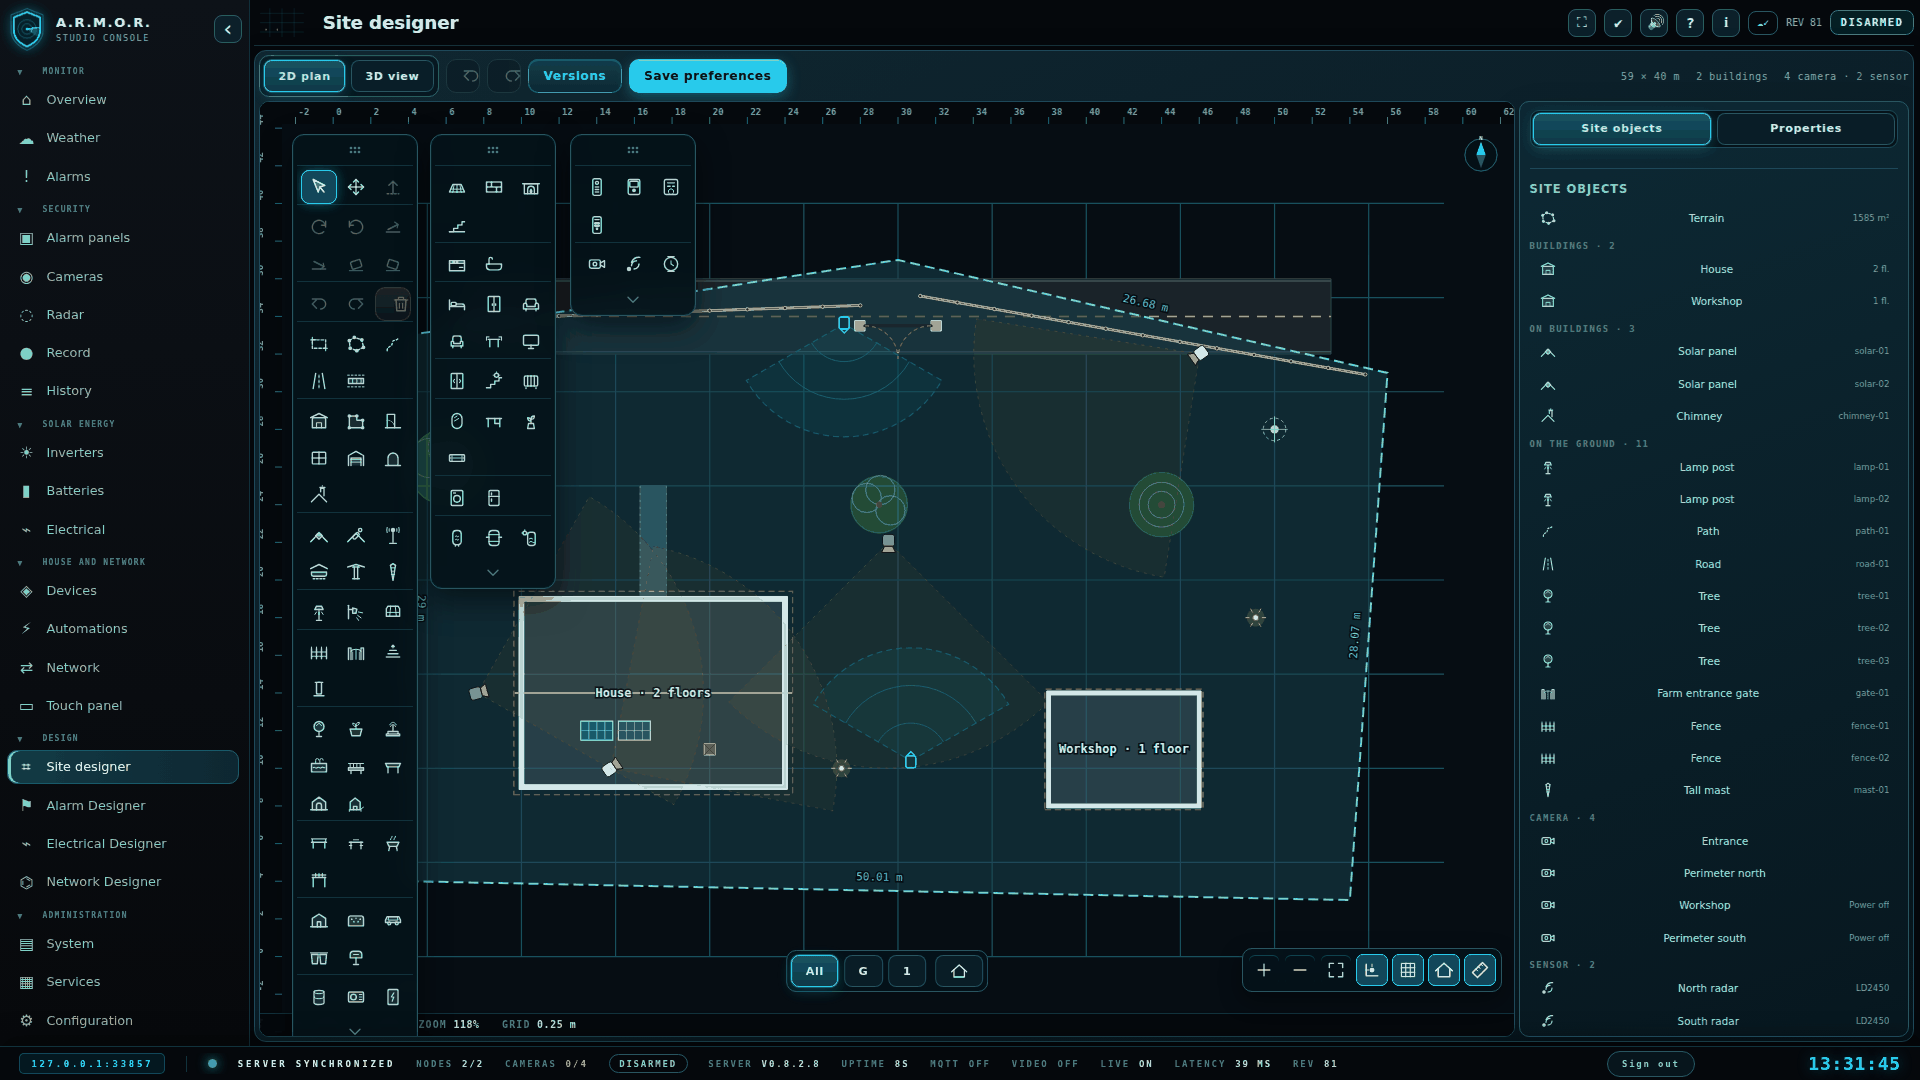 A.R.M.O.R.
STUDIO CONSOLE
MONITOR
Overview
Weather
Alarms
SECURITY
Alarm panels
Cameras
Radar
Record
History
SOLAR ENERGY
Inverters
Batteries
Electrical
HOUSE AND NETWORK
Devices
Automations
Network
Touch panel
DESIGN
Site designer
Alarm Designer
Electrical Designer
Network Designer
ADMINISTRATION
System
Services
Configuration
Site designer
REV 81
DISARMED
2D plan
3D view
Versions
Save preferences
59 × 40 m 2 buildings 4 camera · 2 sensor
-2 0 2 4 6 8 10 12 14 16 18 20 22 24 26 28 30 32 34 36 38 40 42 44 46 48 50 52 54 56 58 60 62
N
26.68 m
29 m
28.07 m
House · 2 floors
Workshop · 1 floor
50.01 m
All
G
1
ZOOM 118% GRID 0.25 m
Site objects
Properties
SITE OBJECTS
Terrain 1585 m²
BUILDINGS · 2
House 2 fl.
Workshop 1 fl.
ON BUILDINGS · 3
Solar panel solar-01
Solar panel solar-02
Chimney chimney-01
ON THE GROUND · 11
Lamp post lamp-01
Lamp post lamp-02
Path path-01
Road road-01
Tree tree-01
Tree tree-02
Tree tree-03
Farm entrance gate gate-01
Fence fence-01
Fence fence-02
Tall mast mast-01
CAMERA · 4
Entrance
Perimeter north
Workshop Power off
Perimeter south Power off
SENSOR · 2
North radar LD2450
South radar LD2450
127.0.0.1:33857
SERVER SYNCHRONIZED
NODES 2/2
CAMERAS 0/4
DISARMED
SERVER V0.8.2.8
UPTIME 8S
MQTT OFF
VIDEO OFF
LIVE ON
LATENCY 39 MS
REV 81
Sign out
13:31:45